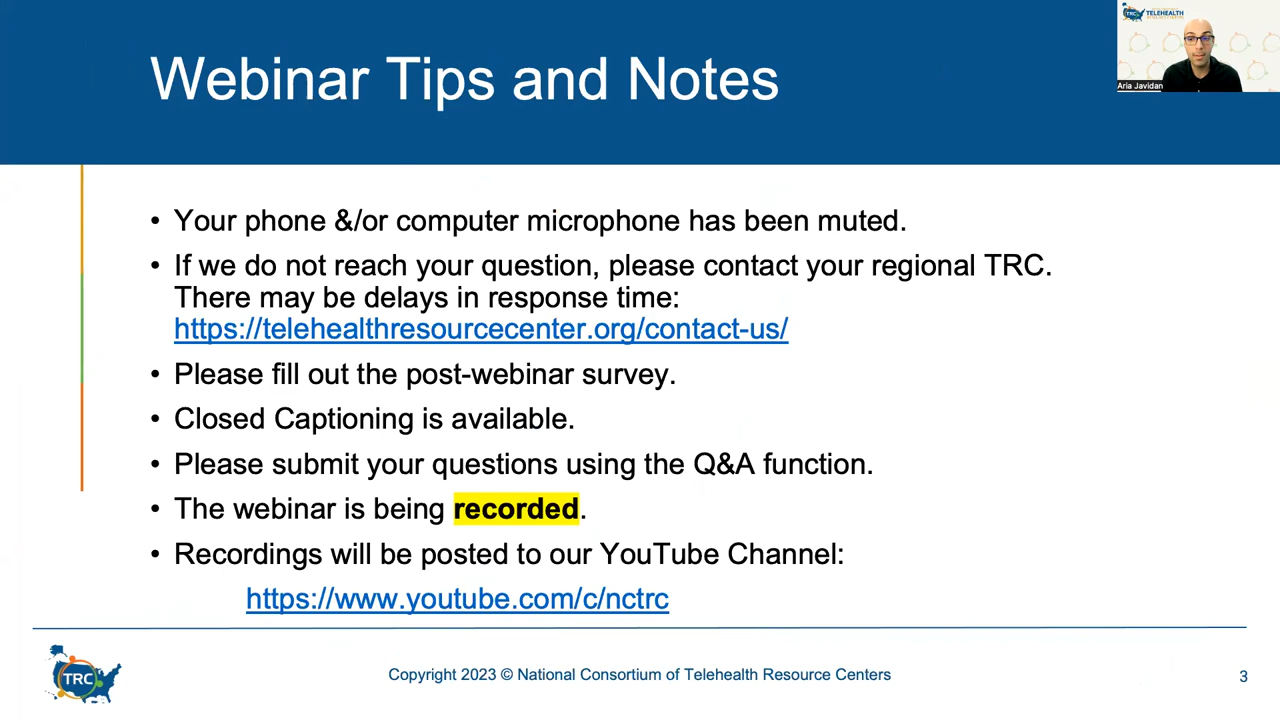 Webinar Tips and Notes
TRC
TELEHEALTH
Aria Javidan
• Your phone &/or computer microphone has been muted.
• If we do not reach your question, please contact your regional TRC.
There may be delays in response time:
https://telehealthresourcecenter.org/contact-us/
• Please fill out the post-webinar survey.
• Closed Captioning is available.
• Please submit your questions using the Q&A function.
• The webinar is being recorded.
• Recordings will be posted to our YouTube Channel:
https://www.youtube.com/c/nctrc
TRC
Copyright 2023 © National Consortium of Telehealth Resource Centers
3